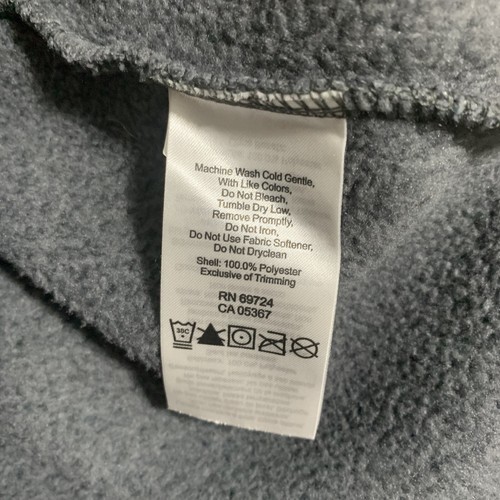 Machine Wash Cold Gentle,
With Like Colors,
Do Not Bleach,
Tumble Dry Low,
Remove Promptly,
Do Not Iron,
Do Not Use Fabric Softener,
Do Not Dryclean
Shell: 100.0% Polyester
Exclusive of Trimming
RN 69724
CA 05367
30C